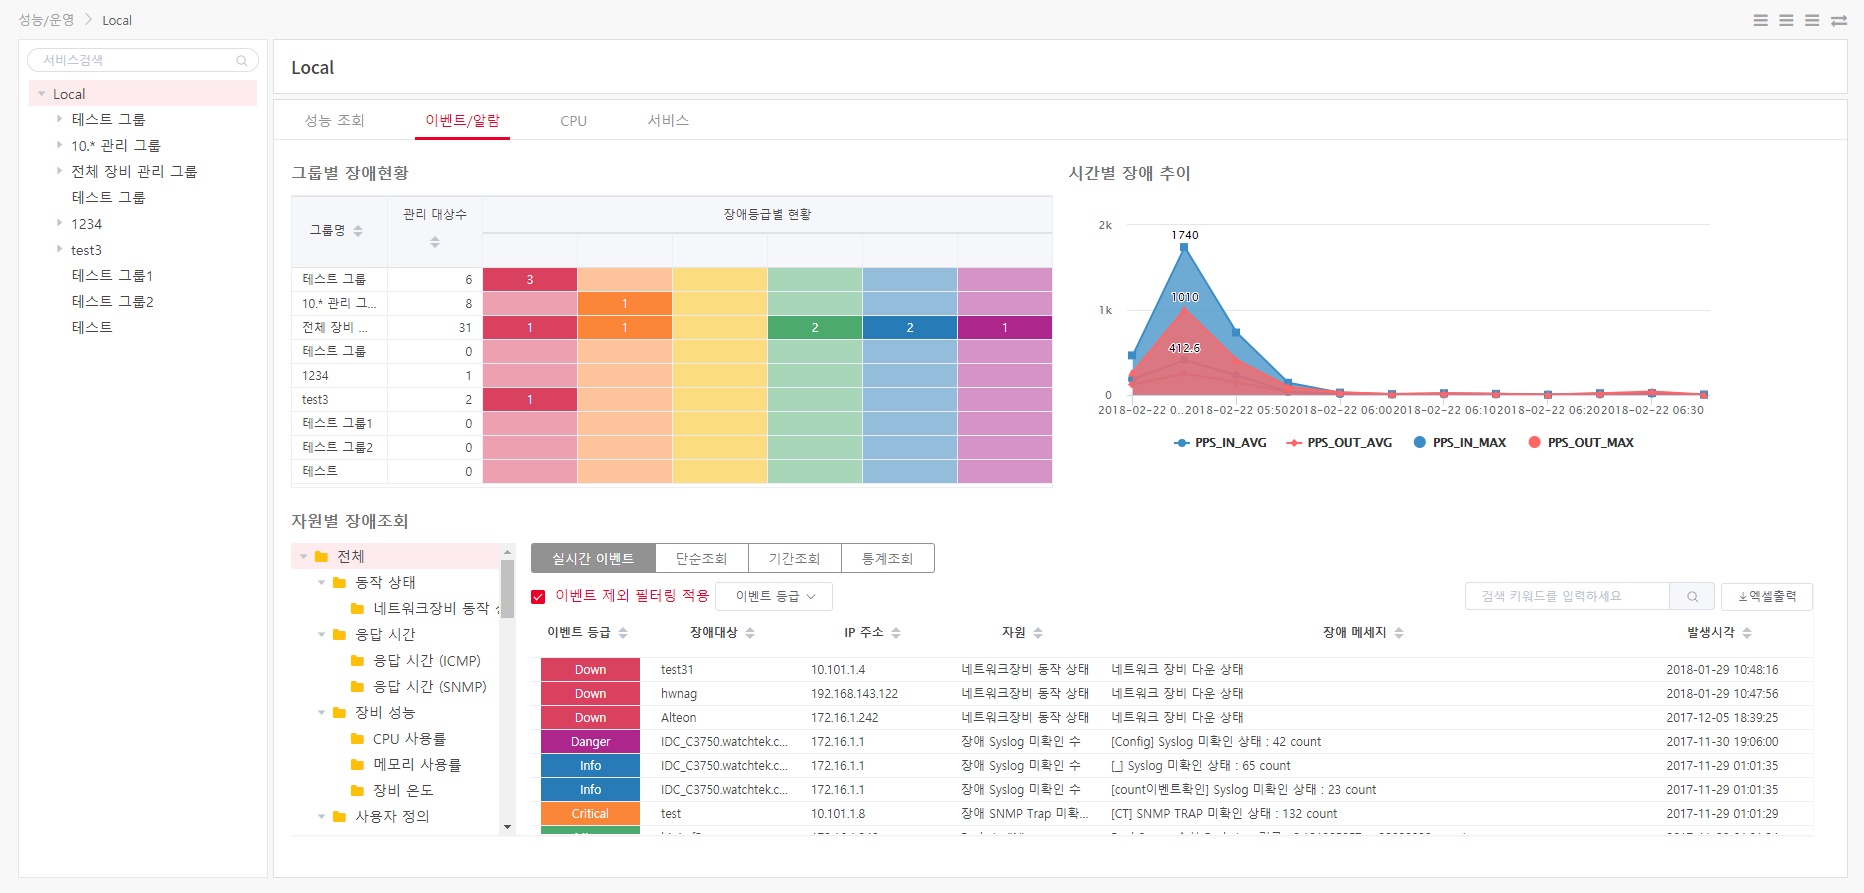 성능/운영 > Local
서비스검색
Local
테스트 그룹
10.* 관리 그룹
전체 장비 관리 그룹
테스트 그룹
1234
test3
테스트 그룹1
테스트 그룹2
테스트
Local
성능 조회 이벤트/알람 CPU 서비스
그룹별 장애현황
그룹명 관리 대상수 장애등급별 현황
테스트 그룹 6 3
10.* 관리 그... 8 1
전체 장비 ... 31 1 1 2 2 1
테스트 그룹 0
1234 1
test3 2 1
테스트 그룹1 0
테스트 그룹2 0
테스트 0
시간별 장애 추이
2k
1740
1010
1k
412.6
0
2018-02-22 0... 2018-02-22 05:50 2018-02-22 06:00 2018-02-22 06:10 2018-02-22 06:20 2018-02-22 06:30
PPS_IN_AVG PPS_OUT_AVG PPS_IN_MAX PPS_OUT_MAX
자원별 장애조회
전체
동작 상태
네트워크장비 동작
응답 시간
응답 시간 (ICMP)
응답 시간 (SNMP)
장비 성능
CPU 사용률
메모리 사용률
장비 온도
사용자 정의
실시간 이벤트 단순조회 기간조회 통계조회
이벤트 제외 필터링 적용 이벤트 등급 검색 키워드를 입력하세요 엑셀출력
이벤트 등급 장애대상 IP 주소 자원 장애 메세지 발생시각
Down test31 10.101.1.4 네트워크장비 동작 상태 네트워크 장비 다운 상태 2018-01-29 10:48:16
Down hwnag 192.168.143.122 네트워크장비 동작 상태 네트워크 장비 다운 상태 2018-01-29 10:47:56
Down Alteon 172.16.1.242 네트워크장비 동작 상태 네트워크 장비 다운 상태 2017-12-05 18:39:25
Danger IDC_C3750.watchtek.c... 172.16.1.1 장애 Syslog 미확인 수 [Config] Syslog 미확인 상태 : 42 count 2017-11-30 19:06:00
Info IDC_C3750.watchtek.c... 172.16.1.1 장애 Syslog 미확인 수 [_] Syslog 미확인 상태 : 65 count 2017-11-29 01:01:35
Info IDC_C3750.watchtek.c... 172.16.1.1 장애 Syslog 미확인 수 [count이벤트확인] Syslog 미확인 상태 : 23 count 2017-11-29 01:01:35
Critical test 10.101.1.8 장애 SNMP Trap 미확... [CT] SNMP TRAP 미확인 상태 : 132 count 2017-11-29 01:01:29